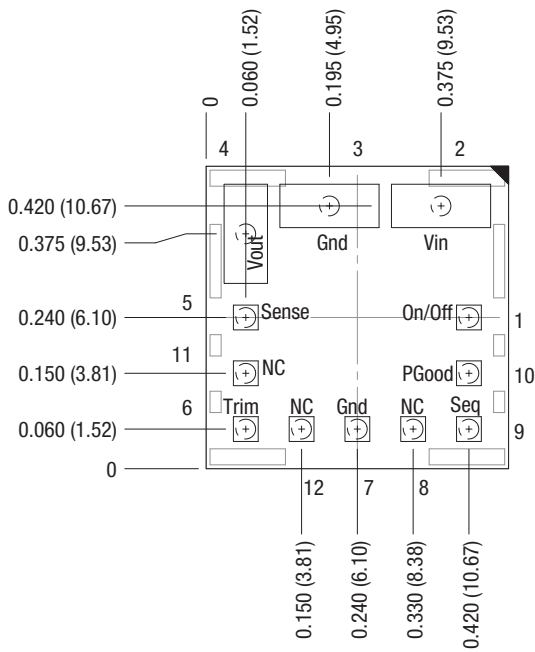 0
0.060 (1.52)
0.195 (4.95)
0.375 (9.53)
4
3
2
0.420 (10.67)
0.375 (9.53)
Vout
Gnd
Vin
0.240 (6.10)
5
Sense
On/Off
1
0.150 (3.81)
11
NC
PGood
10
0.060 (1.52)
6
Trim
NC
Gnd
NC
Seq
9
0
12
7
8
0.150 (3.81)
0.240 (6.10)
0.330 (8.38)
0.420 (10.67)